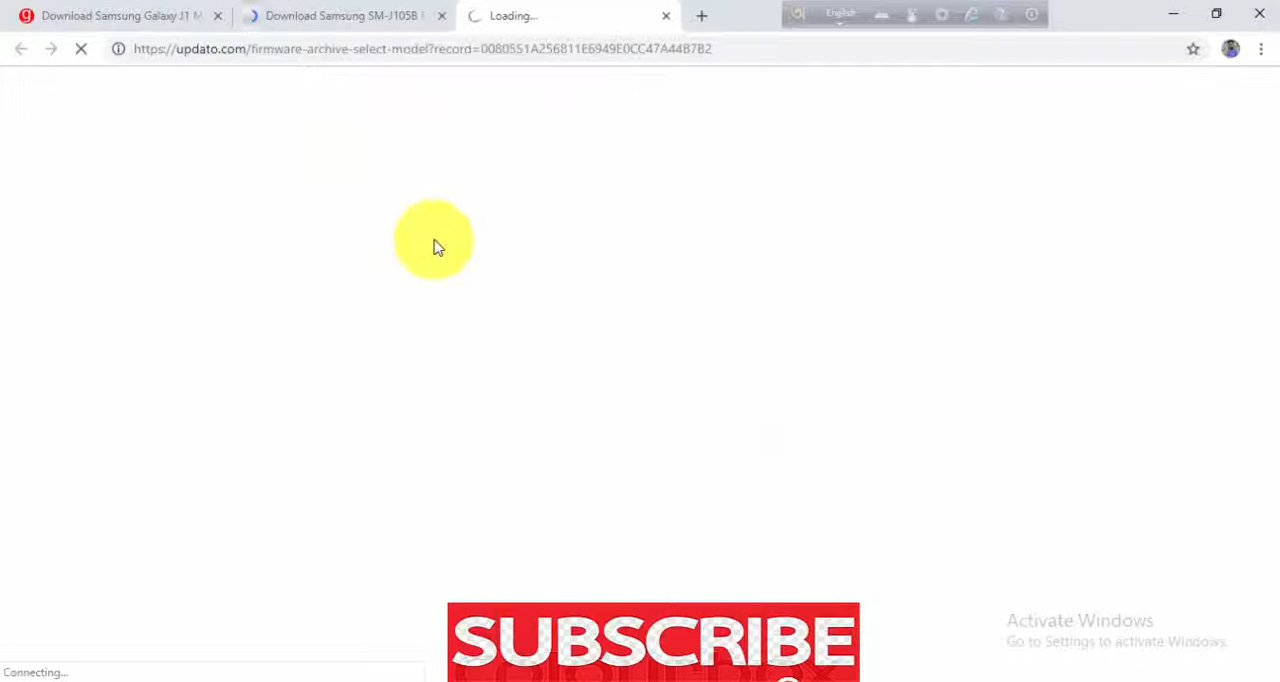 Download Samsung Galaxy J1 M
Download Samsung SM-J105B
Loading...
English
https://updato.com/firmware-archive-select-model?record=0080551A256811E6949E0CC47A44B7B2
SUBSCRIBE
Activate Windows
Go to Settings to activate Windows.
Connecting...